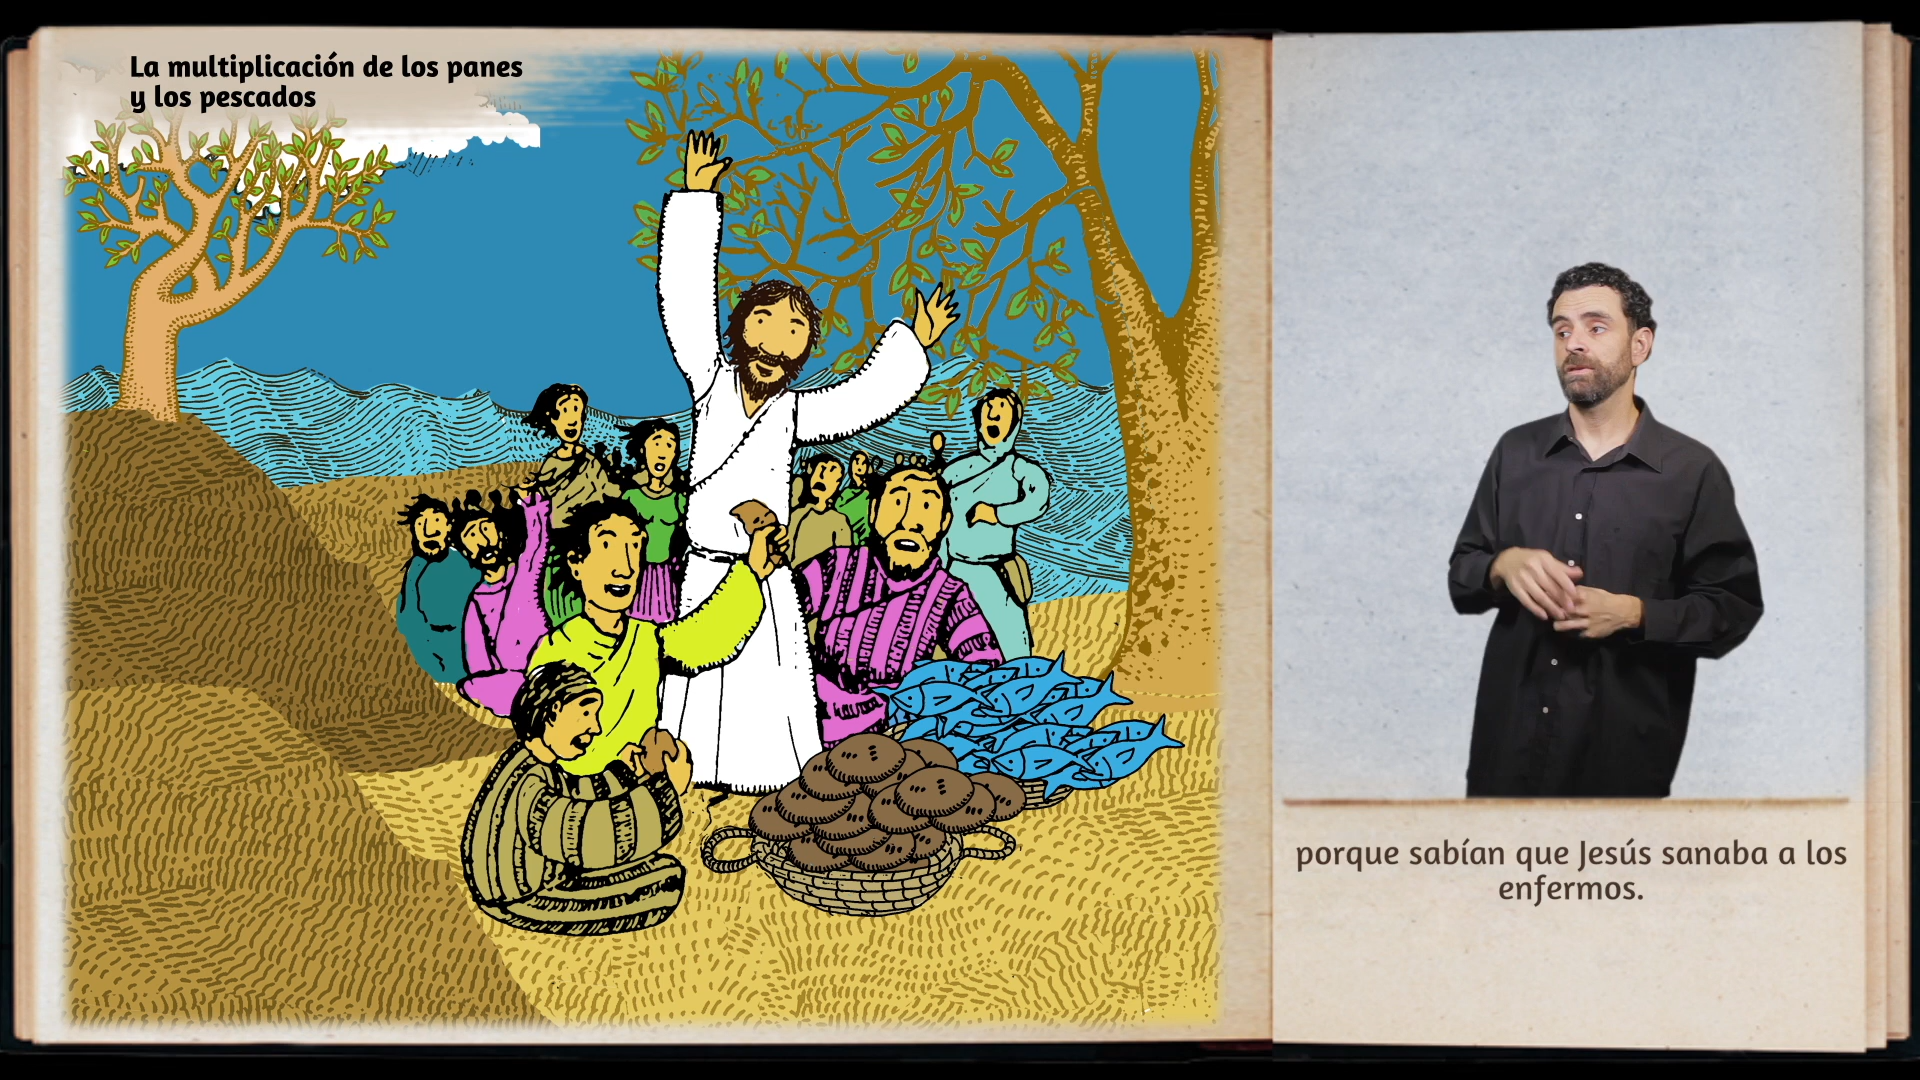 La multiplicación de los panes
y los pescados
porque sabían que Jesús sanaba a los
enfermos.